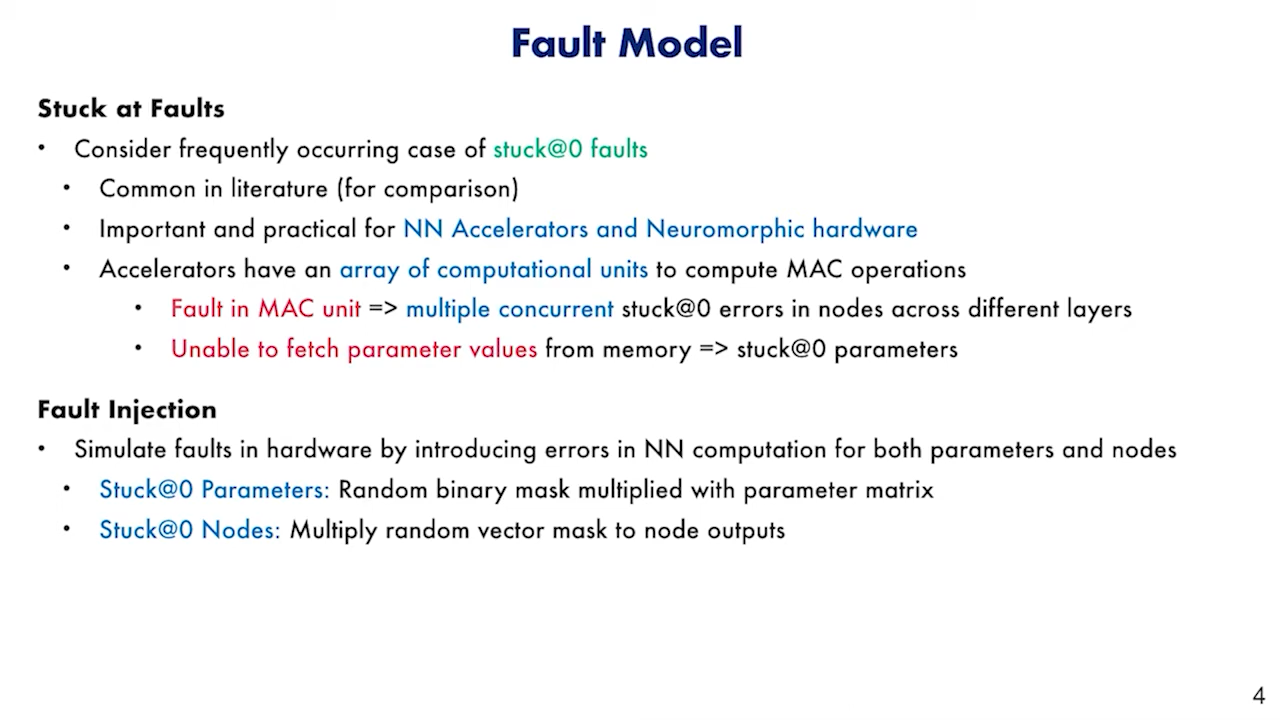 Fault Model
Stuck at Faults
• Consider frequently occurring case of stuck@0 faults
• Common in literature (for comparison)
• Important and practical for NN Accelerators and Neuromorphic hardware
• Accelerators have an array of computational units to compute MAC operations
• Fault in MAC unit => multiple concurrent stuck@0 errors in nodes across different layers
• Unable to fetch parameter values from memory => stuck@0 parameters
Fault Injection
• Simulate faults in hardware by introducing errors in NN computation for both parameters and nodes
• Stuck@0 Parameters: Random binary mask multiplied with parameter matrix
• Stuck@0 Nodes: Multiply random vector mask to node outputs
4